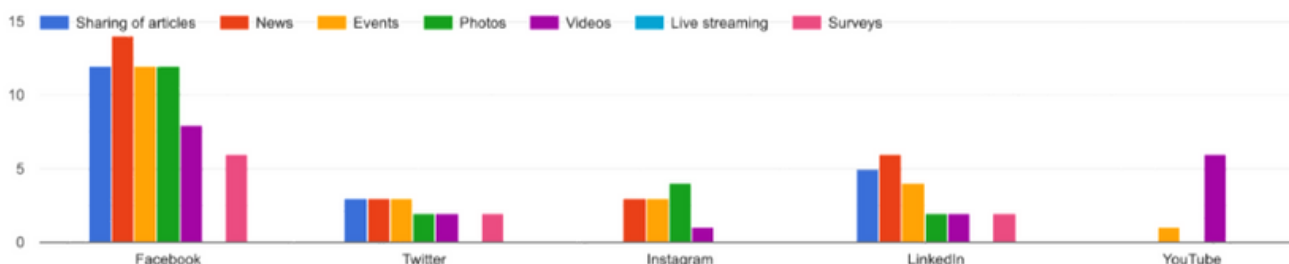 15
Sharing of articles News Events Photos Videos Live streaming Surveys
10
5
0
Facebook Twitter Instagram LinkedIn YouTube